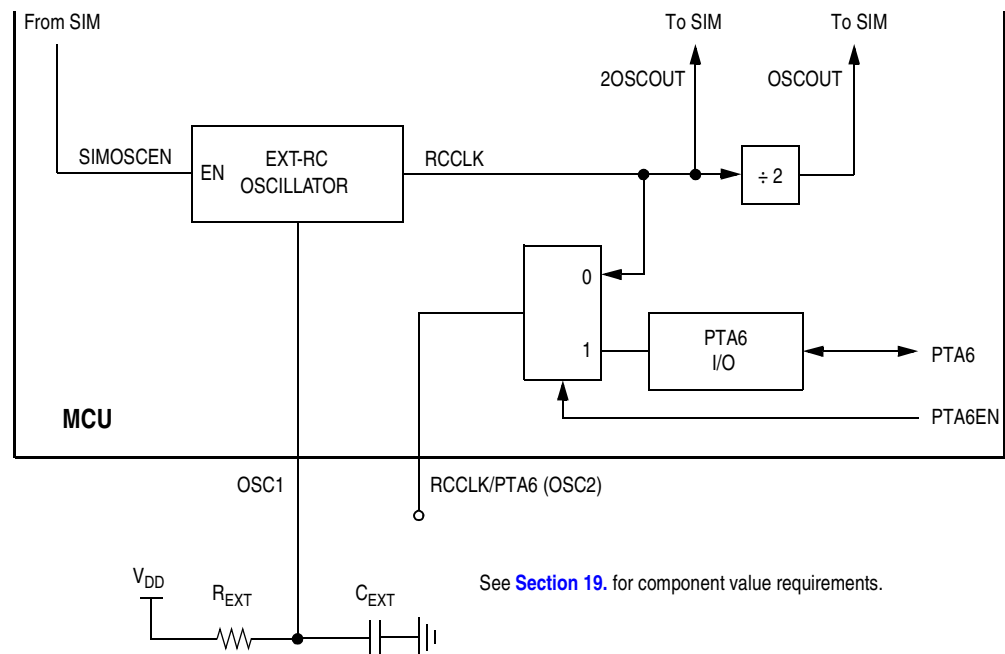 From SIM
To SIM
To SIM
2OSCOUT
OSCOUT
SIMOSCEN
EN
EXT-RC
OSCILLATOR
RCCLK
÷ 2
0
1
PTA6
I/O
PTA6
PTA6EN
MCU
OSC1
RCCLK/PTA6 (OSC2)
VDD
REXT
CEXT
See Section 19. for component value requirements.